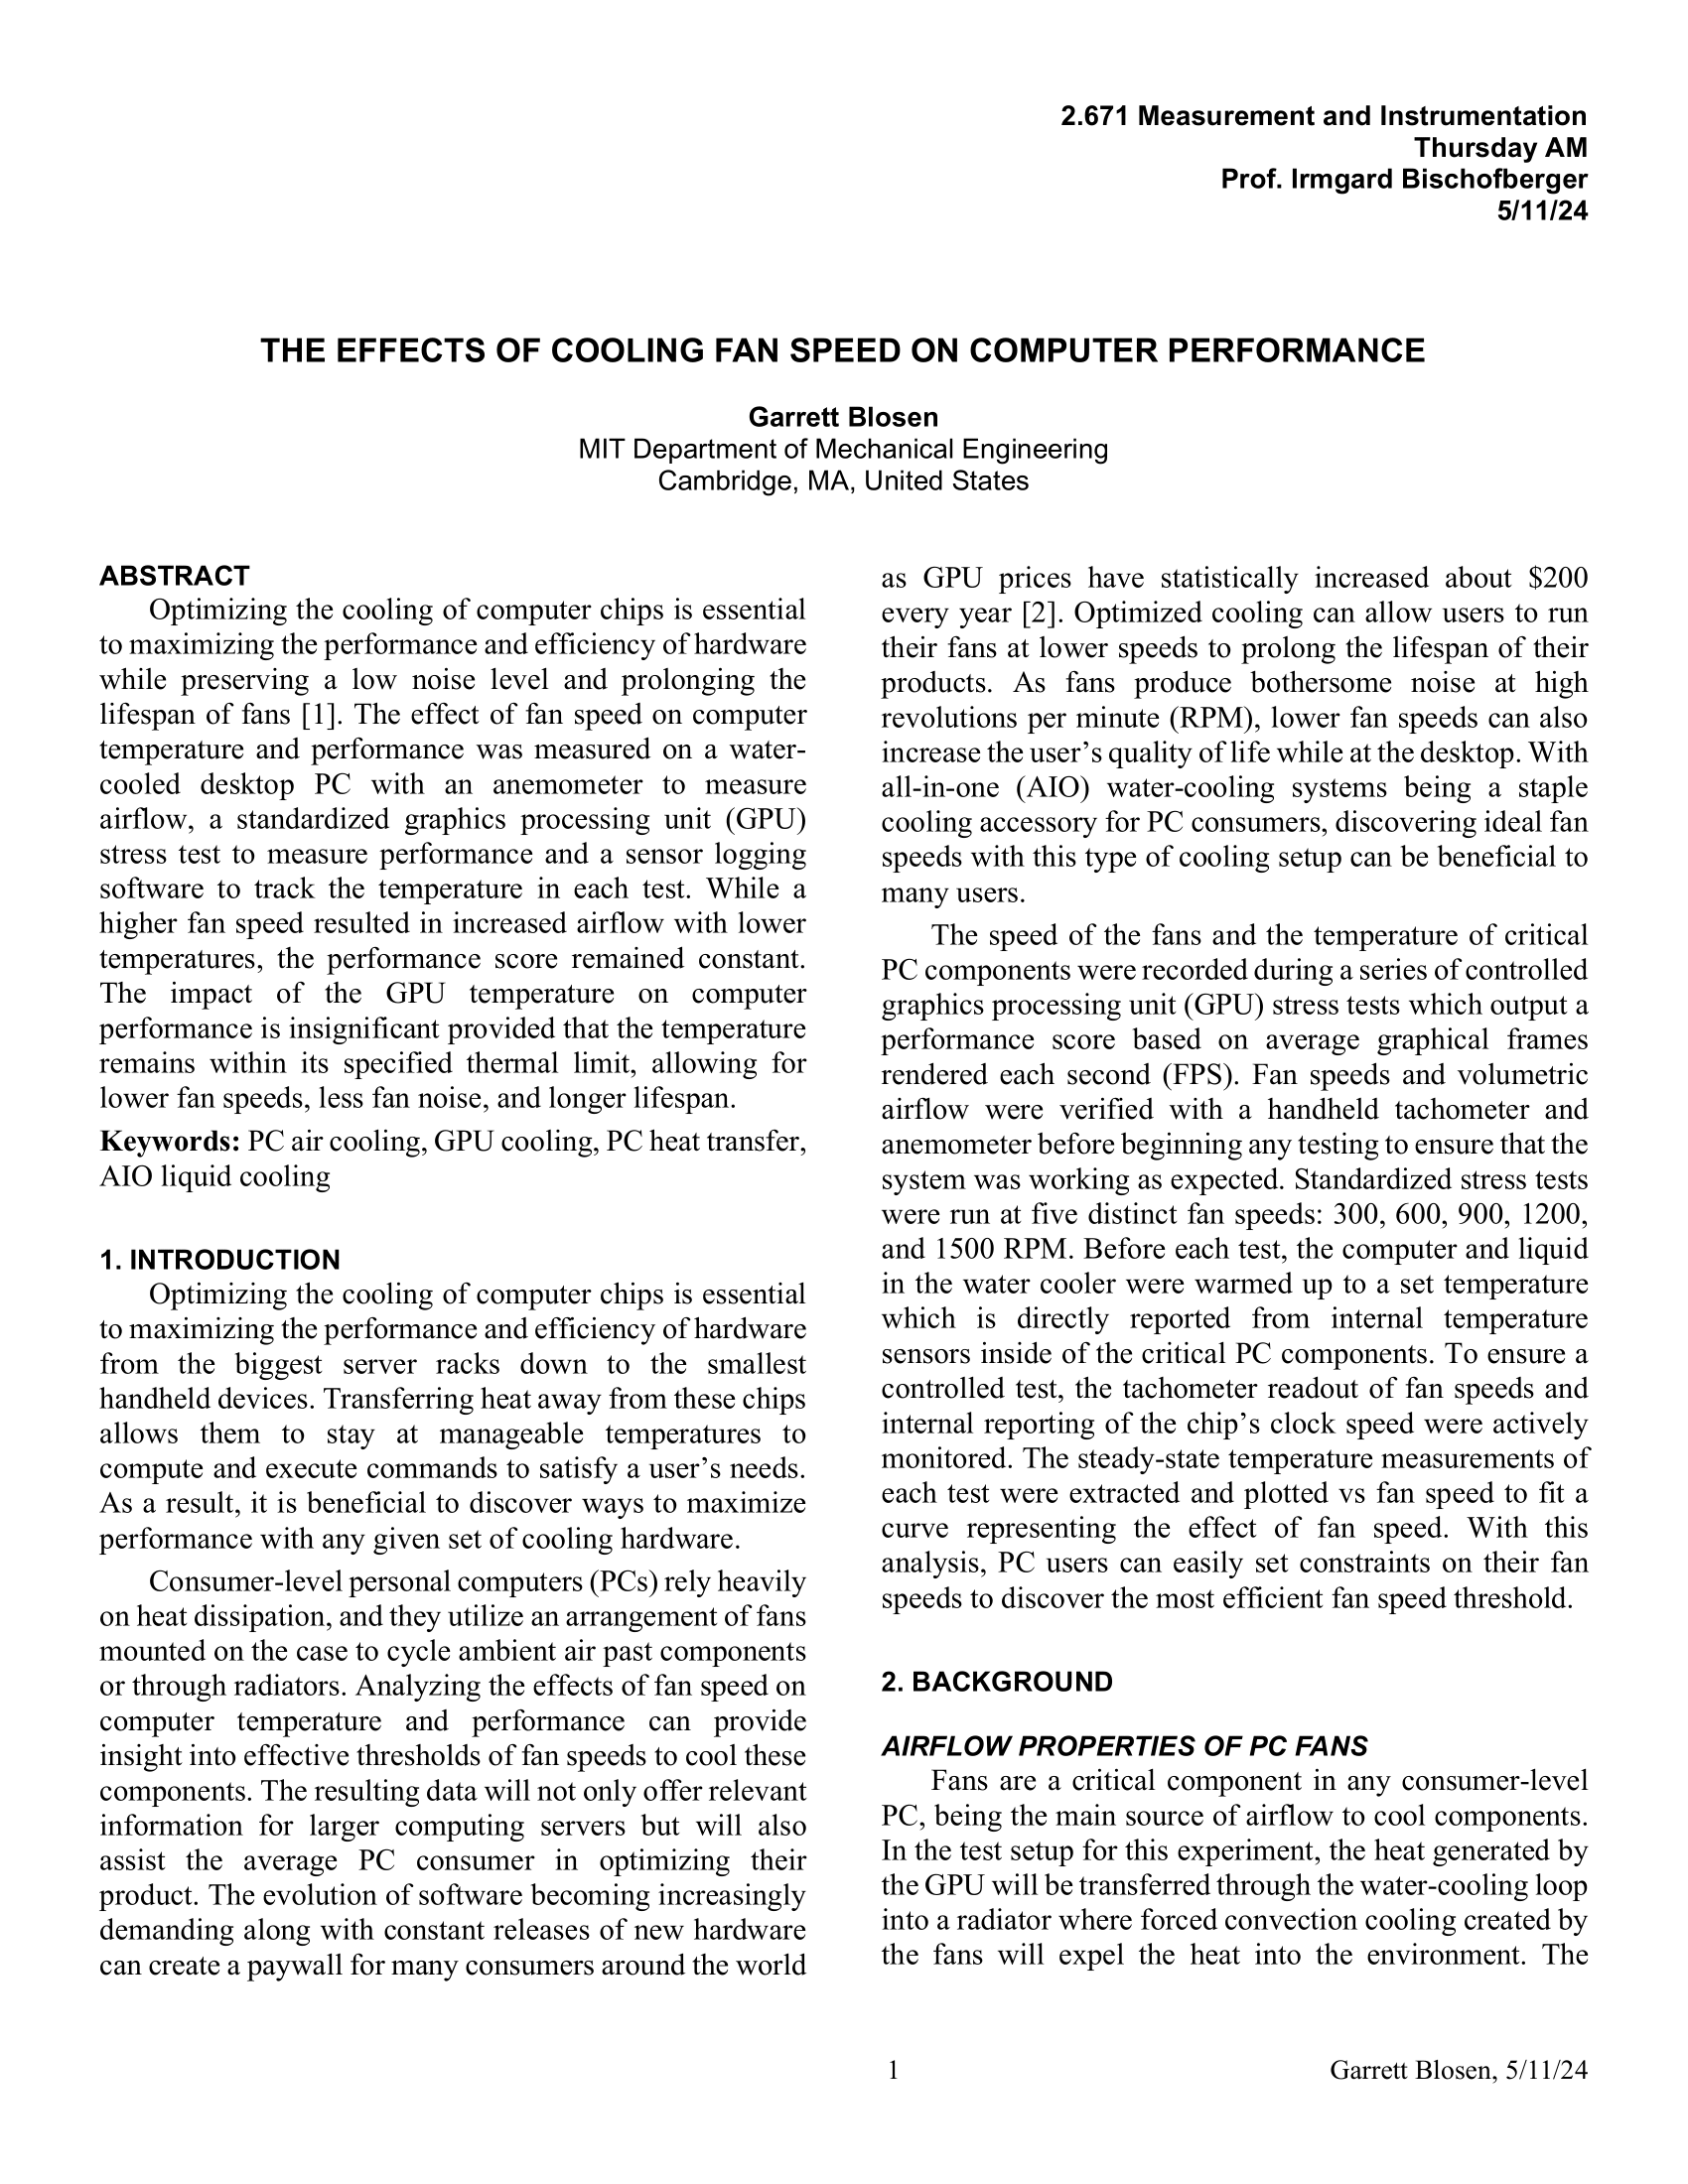 2.671 Measurement and Instrumentation
Thursday AM
Prof. Irmgard Bischofberger
5/11/24
THE EFFECTS OF COOLING FAN SPEED ON COMPUTER PERFORMANCE
Garrett Blosen
MIT Department of Mechanical Engineering
Cambridge, MA, United States
ABSTRACT
Optimizing the cooling of computer chips is essential
to maximizing the performance and efficiency of hardware
while preserving a low noise level and prolonging the
lifespan of fans [1]. The effect of fan speed on computer
temperature and performance was measured on a water-
cooled desktop PC with an anemometer to measure
airflow, a standardized graphics processing unit (GPU)
stress test to measure performance and a sensor logging
software to track the temperature in each test. While a
higher fan speed resulted in increased airflow with lower
temperatures, the performance score remained constant.
The impact of the GPU temperature on computer
performance is insignificant provided that the temperature
remains within its specified thermal limit, allowing for
lower fan speeds, less fan noise, and longer lifespan.
Keywords: PC air cooling, GPU cooling, PC heat transfer,
AIO liquid cooling
1. INTRODUCTION
Optimizing the cooling of computer chips is essential
to maximizing the performance and efficiency of hardware
from the biggest server racks down to the smallest
handheld devices. Transferring heat away from these chips
allows them to stay at manageable temperatures to
compute and execute commands to satisfy a user’s needs.
As a result, it is beneficial to discover ways to maximize
performance with any given set of cooling hardware.
Consumer-level personal computers (PCs) rely heavily
on heat dissipation, and they utilize an arrangement of fans
mounted on the case to cycle ambient air past components
or through radiators. Analyzing the effects of fan speed on
computer temperature and performance can provide
insight into effective thresholds of fan speeds to cool these
components. The resulting data will not only offer relevant
information for larger computing servers but will also
assist the average PC consumer in optimizing their
product. The evolution of software becoming increasingly
demanding along with constant releases of new hardware
can create a paywall for many consumers around the world
as GPU prices have statistically increased about $200
every year [2]. Optimized cooling can allow users to run
their fans at lower speeds to prolong the lifespan of their
products. As fans produce bothersome noise at high
revolutions per minute (RPM), lower fan speeds can also
increase the user’s quality of life while at the desktop. With
all-in-one (AIO) water-cooling systems being a staple
cooling accessory for PC consumers, discovering ideal fan
speeds with this type of cooling setup can be beneficial to
many users.
The speed of the fans and the temperature of critical
PC components were recorded during a series of controlled
graphics processing unit (GPU) stress tests which output a
performance score based on average graphical frames
rendered each second (FPS). Fan speeds and volumetric
airflow were verified with a handheld tachometer and
anemometer before beginning any testing to ensure that the
system was working as expected. Standardized stress tests
were run at five distinct fan speeds: 300, 600, 900, 1200,
and 1500 RPM. Before each test, the computer and liquid
in the water cooler were warmed up to a set temperature
which is directly reported from internal temperature
sensors inside of the critical PC components. To ensure a
controlled test, the tachometer readout of fan speeds and
internal reporting of the chip’s clock speed were actively
monitored. The steady-state temperature measurements of
each test were extracted and plotted vs fan speed to fit a
curve representing the effect of fan speed. With this
analysis, PC users can easily set constraints on their fan
speeds to discover the most efficient fan speed threshold.
2. BACKGROUND
AIRFLOW PROPERTIES OF PC FANS
Fans are a critical component in any consumer-level
PC, being the main source of airflow to cool components.
In the test setup for this experiment, the heat generated by
the GPU will be transferred through the water-cooling loop
into a radiator where forced convection cooling created by
the fans will expel the heat into the environment. The
1
Garrett Blosen, 5/11/24